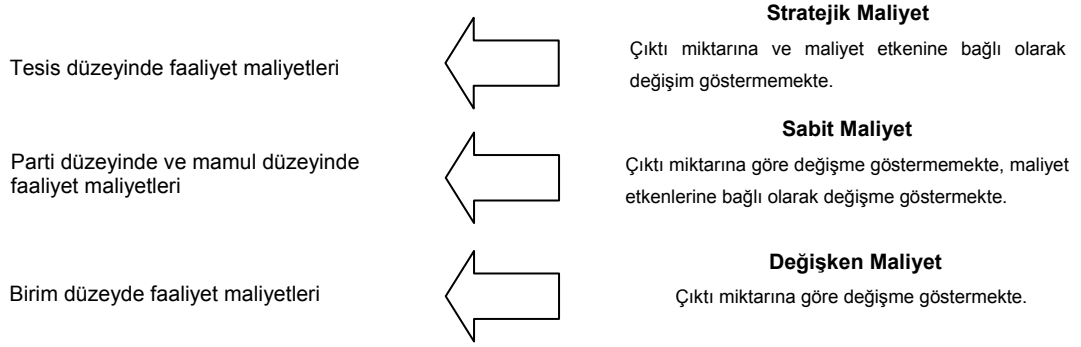 Stratejik Maliyet
Tesis düzeyinde faaliyet maliyetleri
Çıktı miktarına ve maliyet etkenine bağlı olarak
değişim göstermemekte.
Sabit Maliyet
Parti düzeyinde ve mamul düzeyinde
faaliyet maliyetleri
Çıktı miktarına göre değişme göstermemekte, maliyet
etkenlerine bağlı olarak değişme göstermekte.
Değişken Maliyet
Birim düzeyde faaliyet maliyetleri
Çıktı miktarına göre değişme göstermekte.